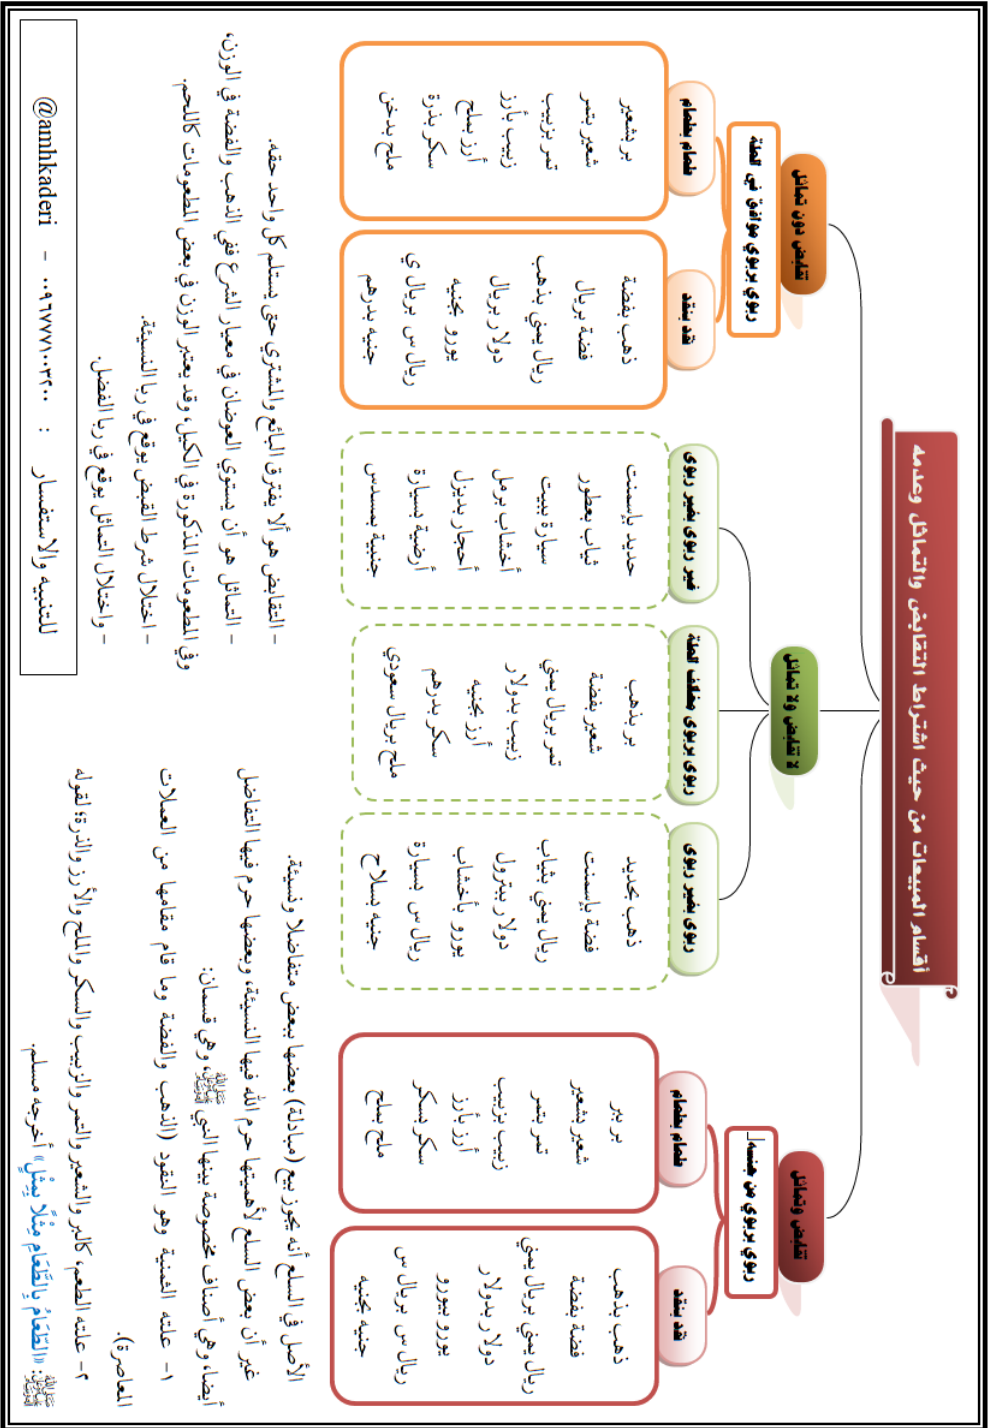 أقسام المبيعات من حيث اشتراط التقابض والتماثل وعدمه
تقابض وتماثل
ربوي بربوي من جنسه
نقد بنقد
ذهب بذهب
فضة بفضة
ريال يمني بريال يمني
دولار بدولار
يورو بيورو
ريال س بريال س
جنيه بجنيه
طعام بطعام
بر ببر
شعير بشعير
تمر بتمر
زبيب بزبيب
أرز بأرز
سكر بسكر
ملح بملح
لا تقابض ولا تماثل
ربوي بغير ربوي
ذهب بحديد
فضة بإسمنت
ريال يمني بثياب
دولار ببترول
يورو بأخشاب
ريال س بسيارة
جنيه بسلاح
ربوي بربوي مخالف العلة
بر بذهب
شعير بفضة
تمر بريال يمني
زبيب بدولار
أرز بجنيه
سكر بدرهم
ملح بريال سعودي
غير ربوي بغير ربوي
حديد بإسمنت
ثياب بعطور
سيارة ببيت
أخشاب برمل
أحجار بديزل
أرضية بسيارة
جنبية بمسدس
تقابض دون تماثل
ربوي بربوي موافق في العلة
نقد بنقد
ذهب بفضة
فضة بريال
ريال يمني بذهب
دولار بريال
يورو بجنيه
ريال س بريال ي
جنيه بدرهم
طعام بطعام
بر بشعير
شعير بتمر
تمر بزبيب
زبيب بأرز
أرز بملح
سكر بذرة
ملح بدخن
الأصل في السلع أنه يجوز بيع (مبادلة) بعضها ببعض متفاضلا ونسيئة.
غير أن بعض السلع لأهميتها حرم الله فيها النسيئة، وبعضها حرم فيها التفاضل
أيضا، وهي أصناف مخصوصة بينها النبي ﷺ، وهي قسمان:
١- علته الثمنية وهو النقود (الذهب والفضة وما قام مقامها من العملات
المعاصرة).
٢- علته الطعم، كالبر والشعير والتمر والزبيب والسكر والملح والأرز والذرة؛ لقوله
ﷺ: «الطَّعَامُ بِالطَّعَامِ مِثْلًا بِمِثْلٍ» أخرجه مسلم.
- التقابض هو ألا يفترق البائع والمشتري حتى يستلم كل واحد حقه.
- التماثل هو أن يستوي العوضان في معيار الشرع ففي الذهب والفضة في الوزن،
وفي المطعومات المذكورة في الكيل، وقد يعتبر الوزن في بعض المطعومات كاللحم.
- اختلال شرط القبض يوقع في ربا النسيئة.
- واختلال التماثل يوقع في ربا الفضل.
للتنبيه والاستفسار : ٠٠٩٦٧٧٧١٠٠٣٢٠٠ - @amhkaderi